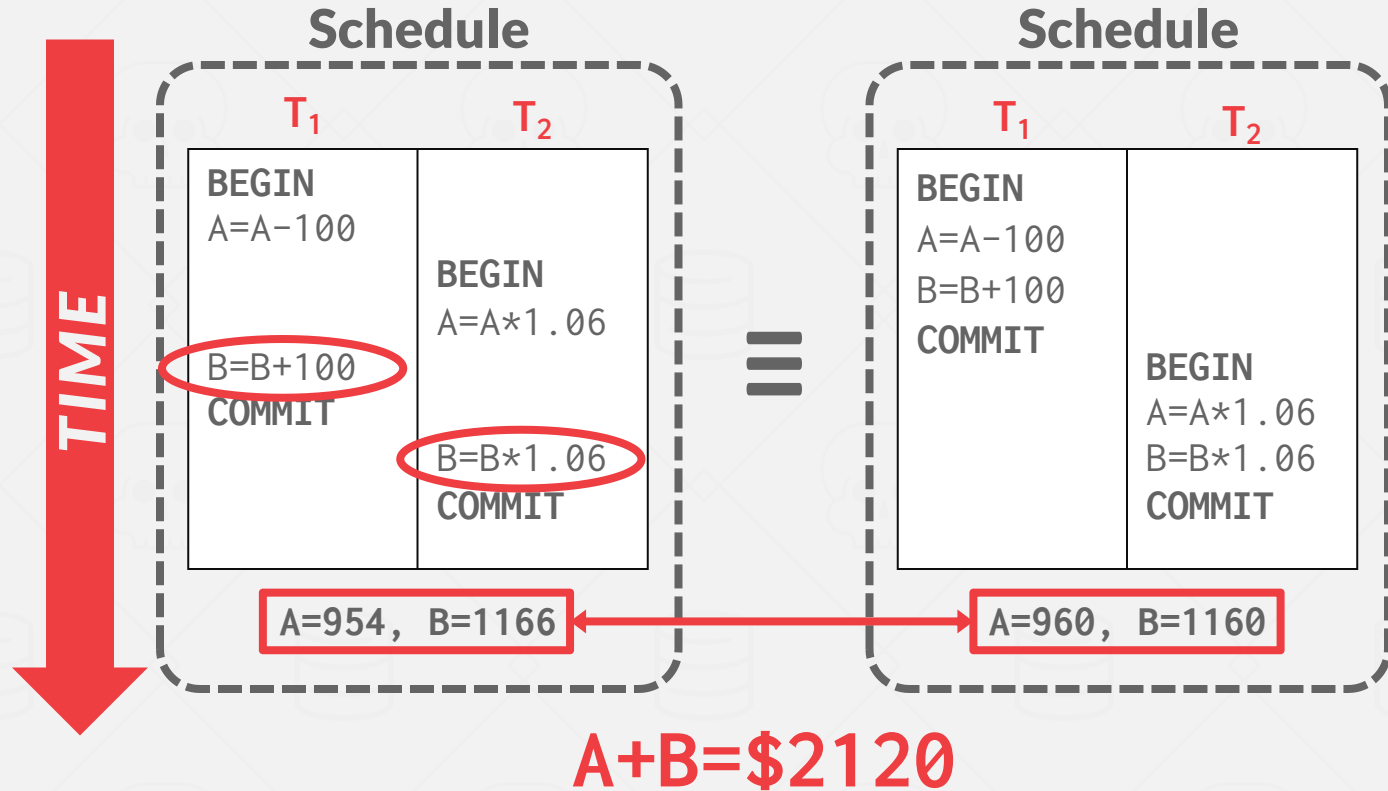 Schedule
T₁ T₂
BEGIN
A=A-100
BEGIN
A=A*1.06
B=B+100
COMMIT
B=B*1.06
COMMIT
A=954, B=1166
TIME
≡
Schedule
T₁ T₂
BEGIN
A=A-100
B=B+100
COMMIT
BEGIN
A=A*1.06
B=B*1.06
COMMIT
A=960, B=1160
A+B=$2120